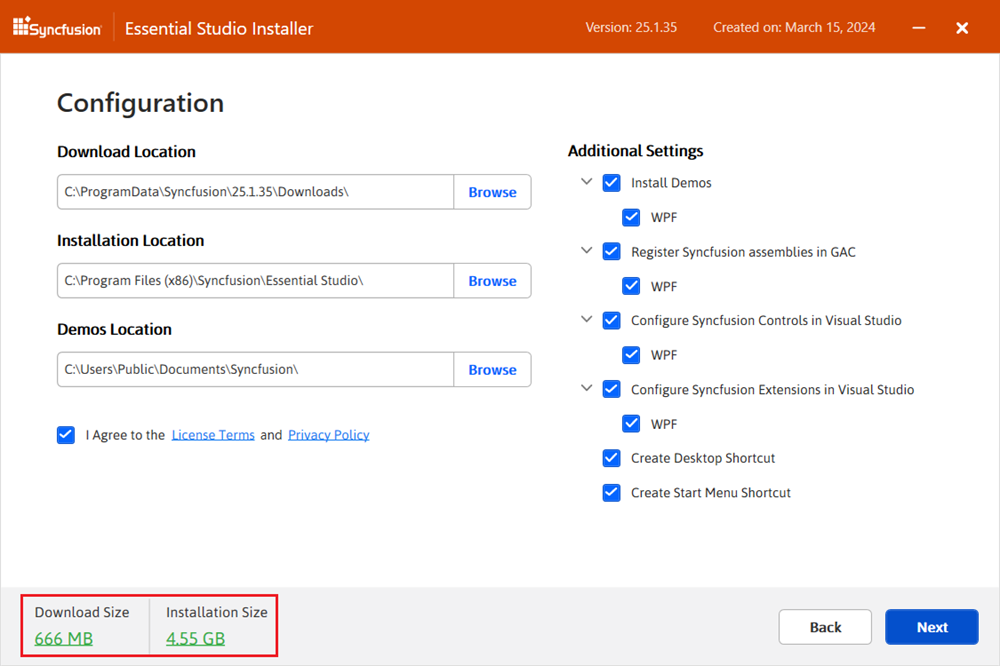 Syncfusion Essential Studio Installer Version: 25.1.35 Created on: March 15, 2024
Configuration
Download Location
C:\ProgramData\Syncfusion\25.1.35\Downloads\ Browse
Installation Location
C:\Program Files (x86)\Syncfusion\Essential Studio\ Browse
Demos Location
C:\Users\Public\Documents\Syncfusion\ Browse
I Agree to the License Terms and Privacy Policy
Additional Settings
Install Demos
WPF
Register Syncfusion assemblies in GAC
WPF
Configure Syncfusion Controls in Visual Studio
WPF
Configure Syncfusion Extensions in Visual Studio
WPF
Create Desktop Shortcut
Create Start Menu Shortcut
Download Size Installation Size
666 MB 4.55 GB
Back Next